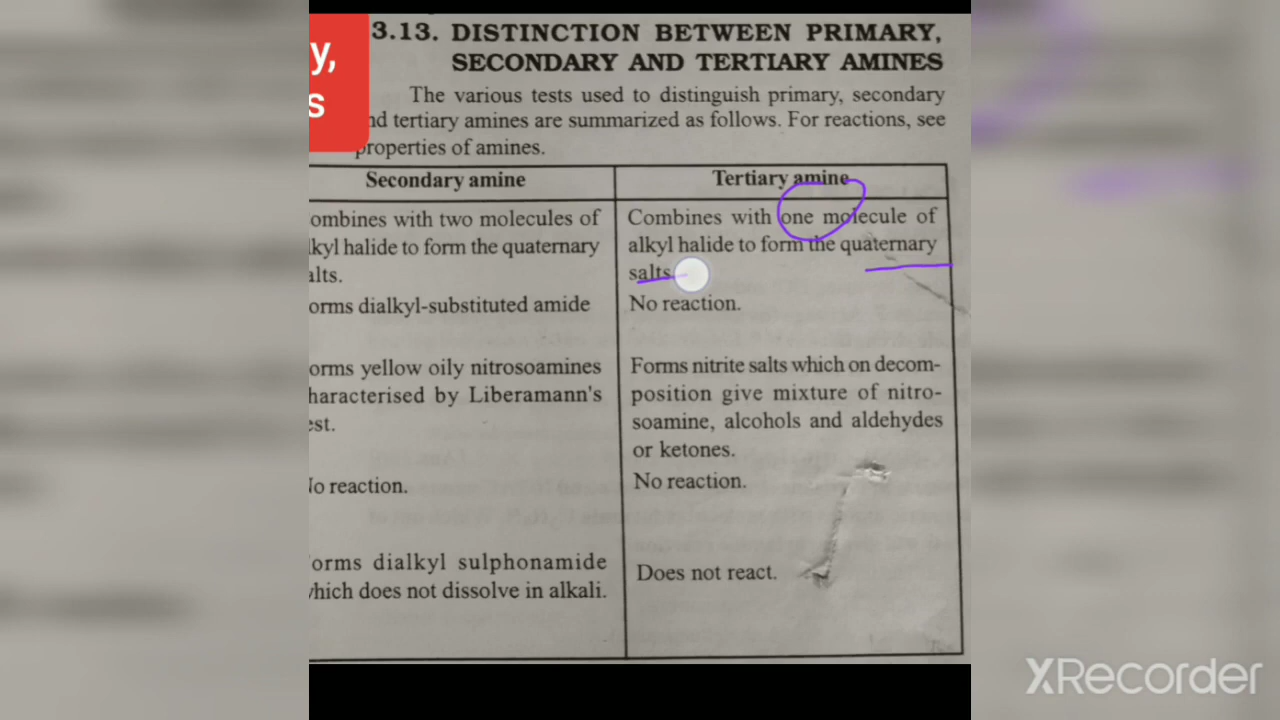 y,
s
3.13. DISTINCTION BETWEEN PRIMARY,
SECONDARY AND TERTIARY AMINES
The various tests used to distinguish primary, secondary
nd tertiary amines are summarized as follows. For reactions, see
properties of amines.
Secondary amine
ombines with two molecules of
lkyl halide to form the quaternary
alts.
orms dialkyl-substituted amide
orms yellow oily nitrosoamines
haracterised by Liberamann's
est.
No reaction.
orms dialkyl sulphonamide
which does not dissolve in alkali.
Tertiary amine
Combines with one molecule of
alkyl halide to form the quaternary
salts.
No reaction.
Forms nitrite salts which on decom-
position give mixture of nitro-
soamine, alcohols and aldehydes
or ketones.
No reaction.
Does not react.
XRecorder